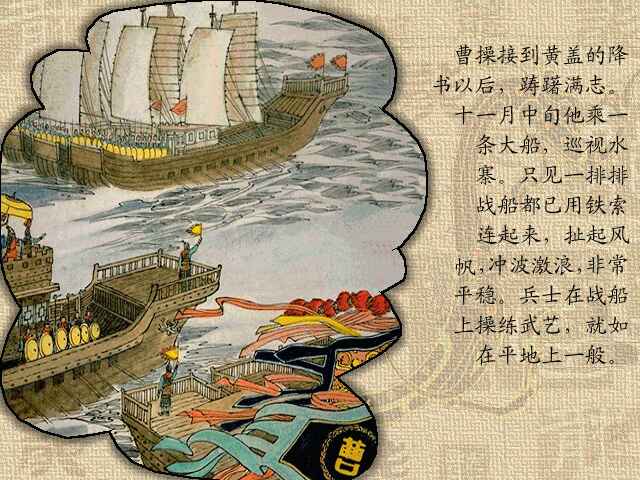 曹操接到黄盖的降
书以后，踌躇满志。
十一月中旬他乘一
条大船，巡视水
寨。只见一排排
战船都已用铁索
连起来，扯起风
帆，冲波激浪，非常
平稳。兵士在战船
上操练武艺，就如
在平地上一般。
曹